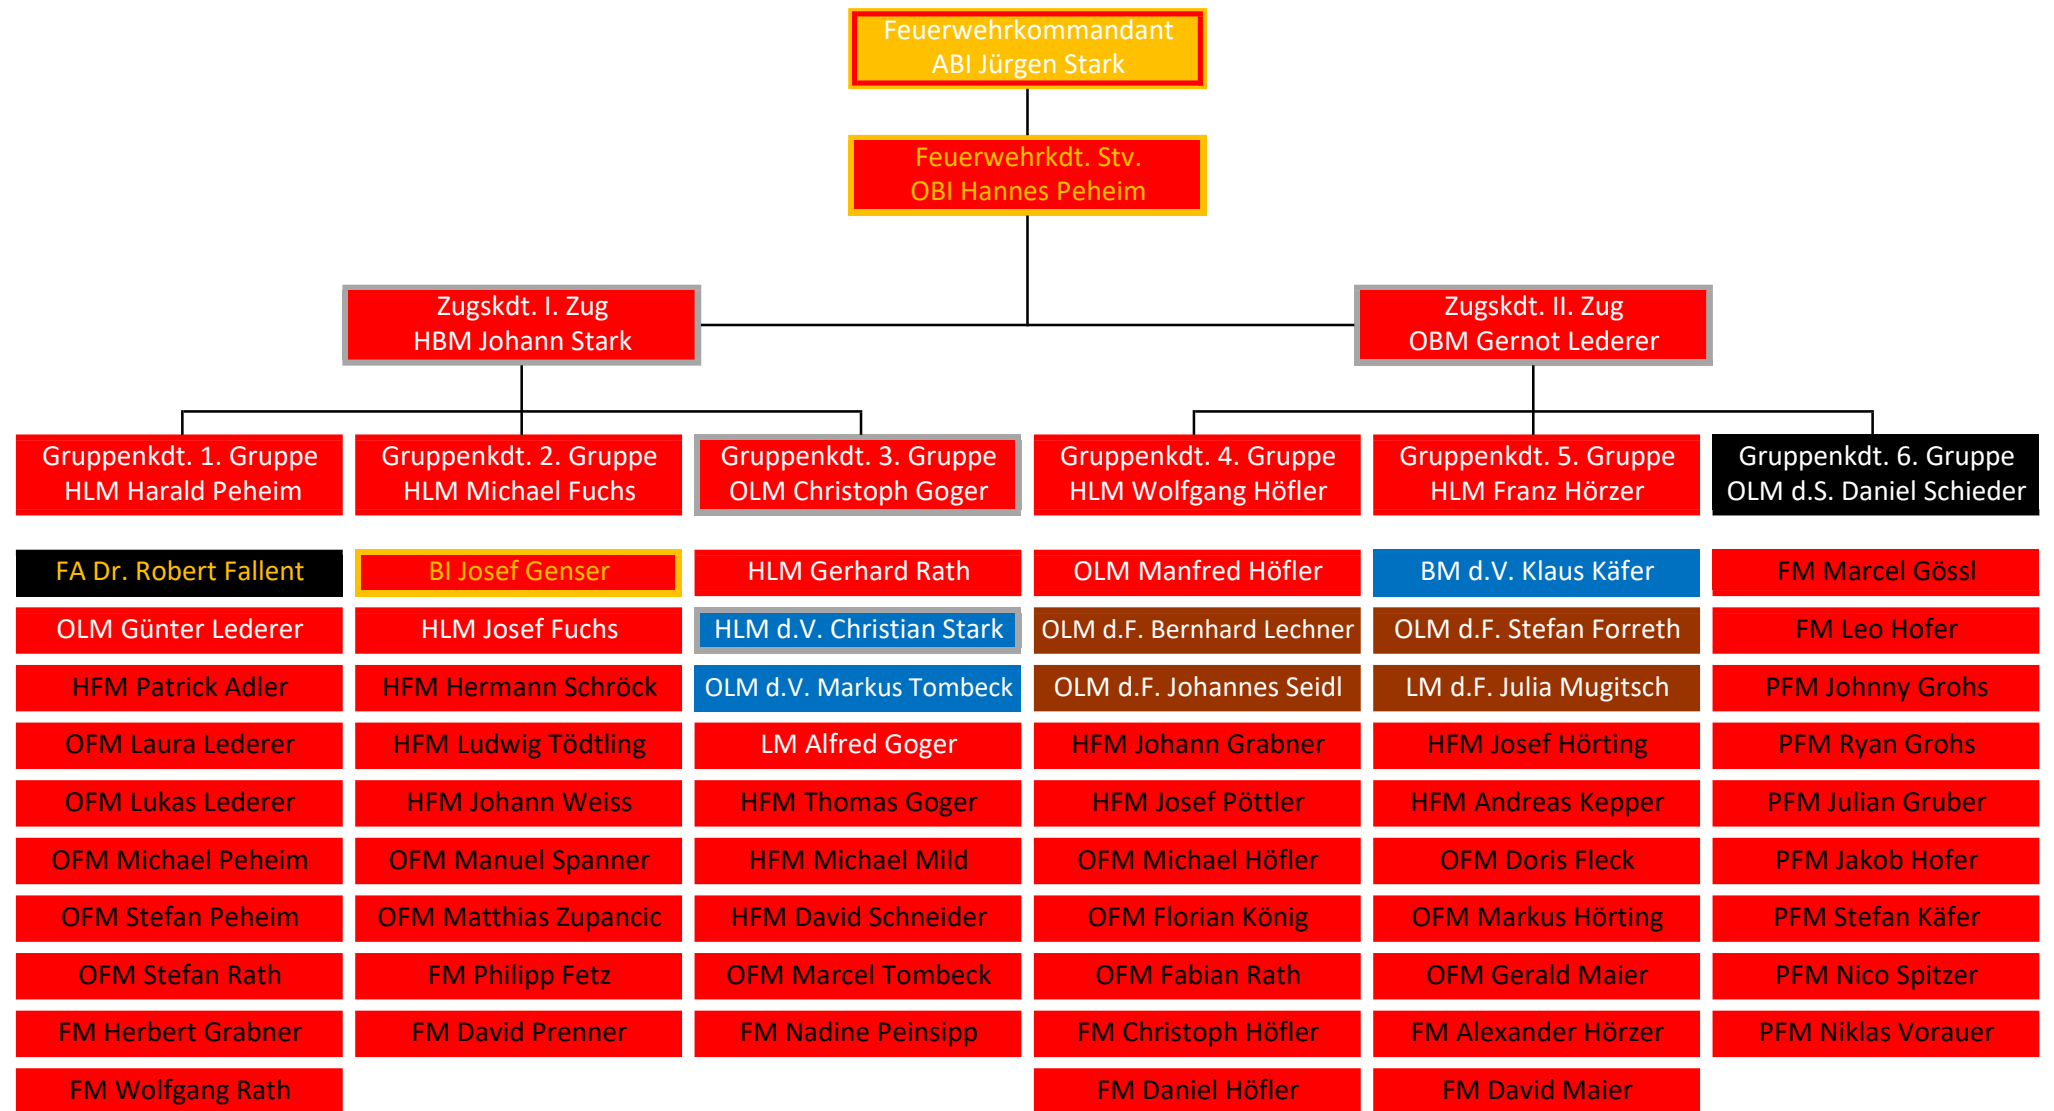 Feuerwehrkommandant
ABI Jürgen Stark
Feuerwehrkdt. Stv.
OBI Hannes Peheim
Zugskdt. I. Zug
HBM Johann Stark
Zugskdt. II. Zug
OBM Gernot Lederer
Gruppenkdt. 1. Gruppe
HLM Harald Peheim
Gruppenkdt. 2. Gruppe
HLM Michael Fuchs
Gruppenkdt. 3. Gruppe
OLM Christoph Goger
Gruppenkdt. 4. Gruppe
HLM Wolfgang Höfler
Gruppenkdt. 5. Gruppe
HLM Franz Hörzer
Gruppenkdt. 6. Gruppe
OLM d.S. Daniel Schieder
FA Dr. Robert Fallent
OLM Günter Lederer
HFM Patrick Adler
OFM Laura Lederer
OFM Lukas Lederer
OFM Michael Peheim
OFM Stefan Peheim
OFM Stefan Rath
FM Herbert Grabner
FM Wolfgang Rath
BI Josef Genser
HLM Josef Fuchs
HFM Hermann Schröck
HFM Ludwig Tödtling
HFM Johann Weiss
OFM Manuel Spanner
OFM Matthias Zupancic
FM Philipp Fetz
FM David Prenner
HLM Gerhard Rath
HLM d.V. Christian Stark
OLM d.V. Markus Tombeck
LM Alfred Goger
HFM Thomas Goger
HFM Michael Mild
HFM David Schneider
OFM Marcel Tombeck
FM Nadine Peinsipp
OLM Manfred Höfler
OLM d.F. Bernhard Lechner
OLM d.F. Johannes Seidl
HFM Johann Grabner
HFM Josef Pöttler
OFM Michael Höfler
OFM Florian König
OFM Fabian Rath
FM Christoph Höfler
FM Daniel Höfler
BM d.V. Klaus Käfer
OLM d.F. Stefan Forreth
LM d.F. Julia Mugitsch
HFM Josef Hörting
HFM Andreas Kepper
OFM Doris Fleck
OFM Markus Hörting
OFM Gerald Maier
FM Alexander Hörzer
FM David Maier
FM Marcel Gössl
FM Leo Hofer
PFM Johnny Grohs
PFM Ryan Grohs
PFM Julian Gruber
PFM Jakob Hofer
PFM Stefan Käfer
PFM Nico Spitzer
PFM Niklas Vorauer